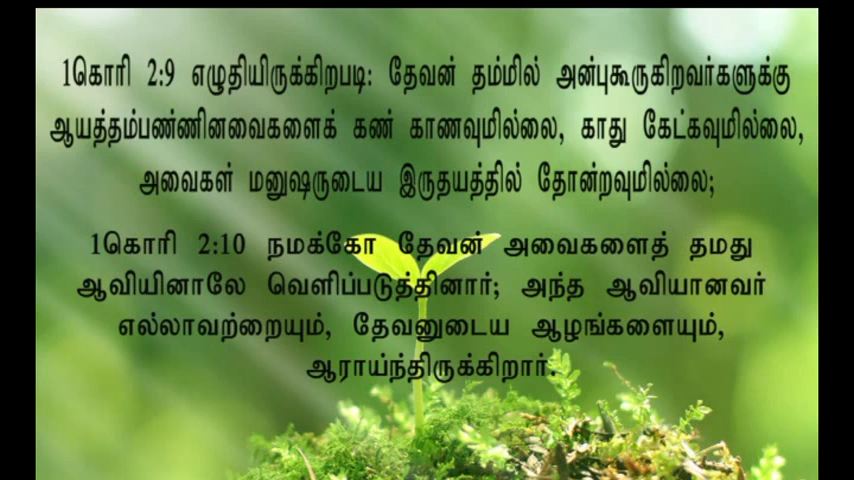 1கொரி 2:9 எழுதியிருக்கிறபடி: தேவன் தம்மில் அன்புகூருகிறவர்களுக்கு
ஆயத்தம்பண்ணினவைகளைக் கண் காணவுமில்லை, காது கேட்கவுமில்லை,
அவைகள் மனுஷருடைய இருதயத்தில் தோன்றவுமில்லை;
1கொரி 2:10 நமக்கோ தேவன் அவைகளைத் தமது
ஆவியினாலே வெளிப்படுத்தினார்; அந்த ஆவியானவர்
எல்லாவற்றையும், தேவனுடைய ஆழங்களையும்,
ஆராய்ந்திருக்கிறார்.